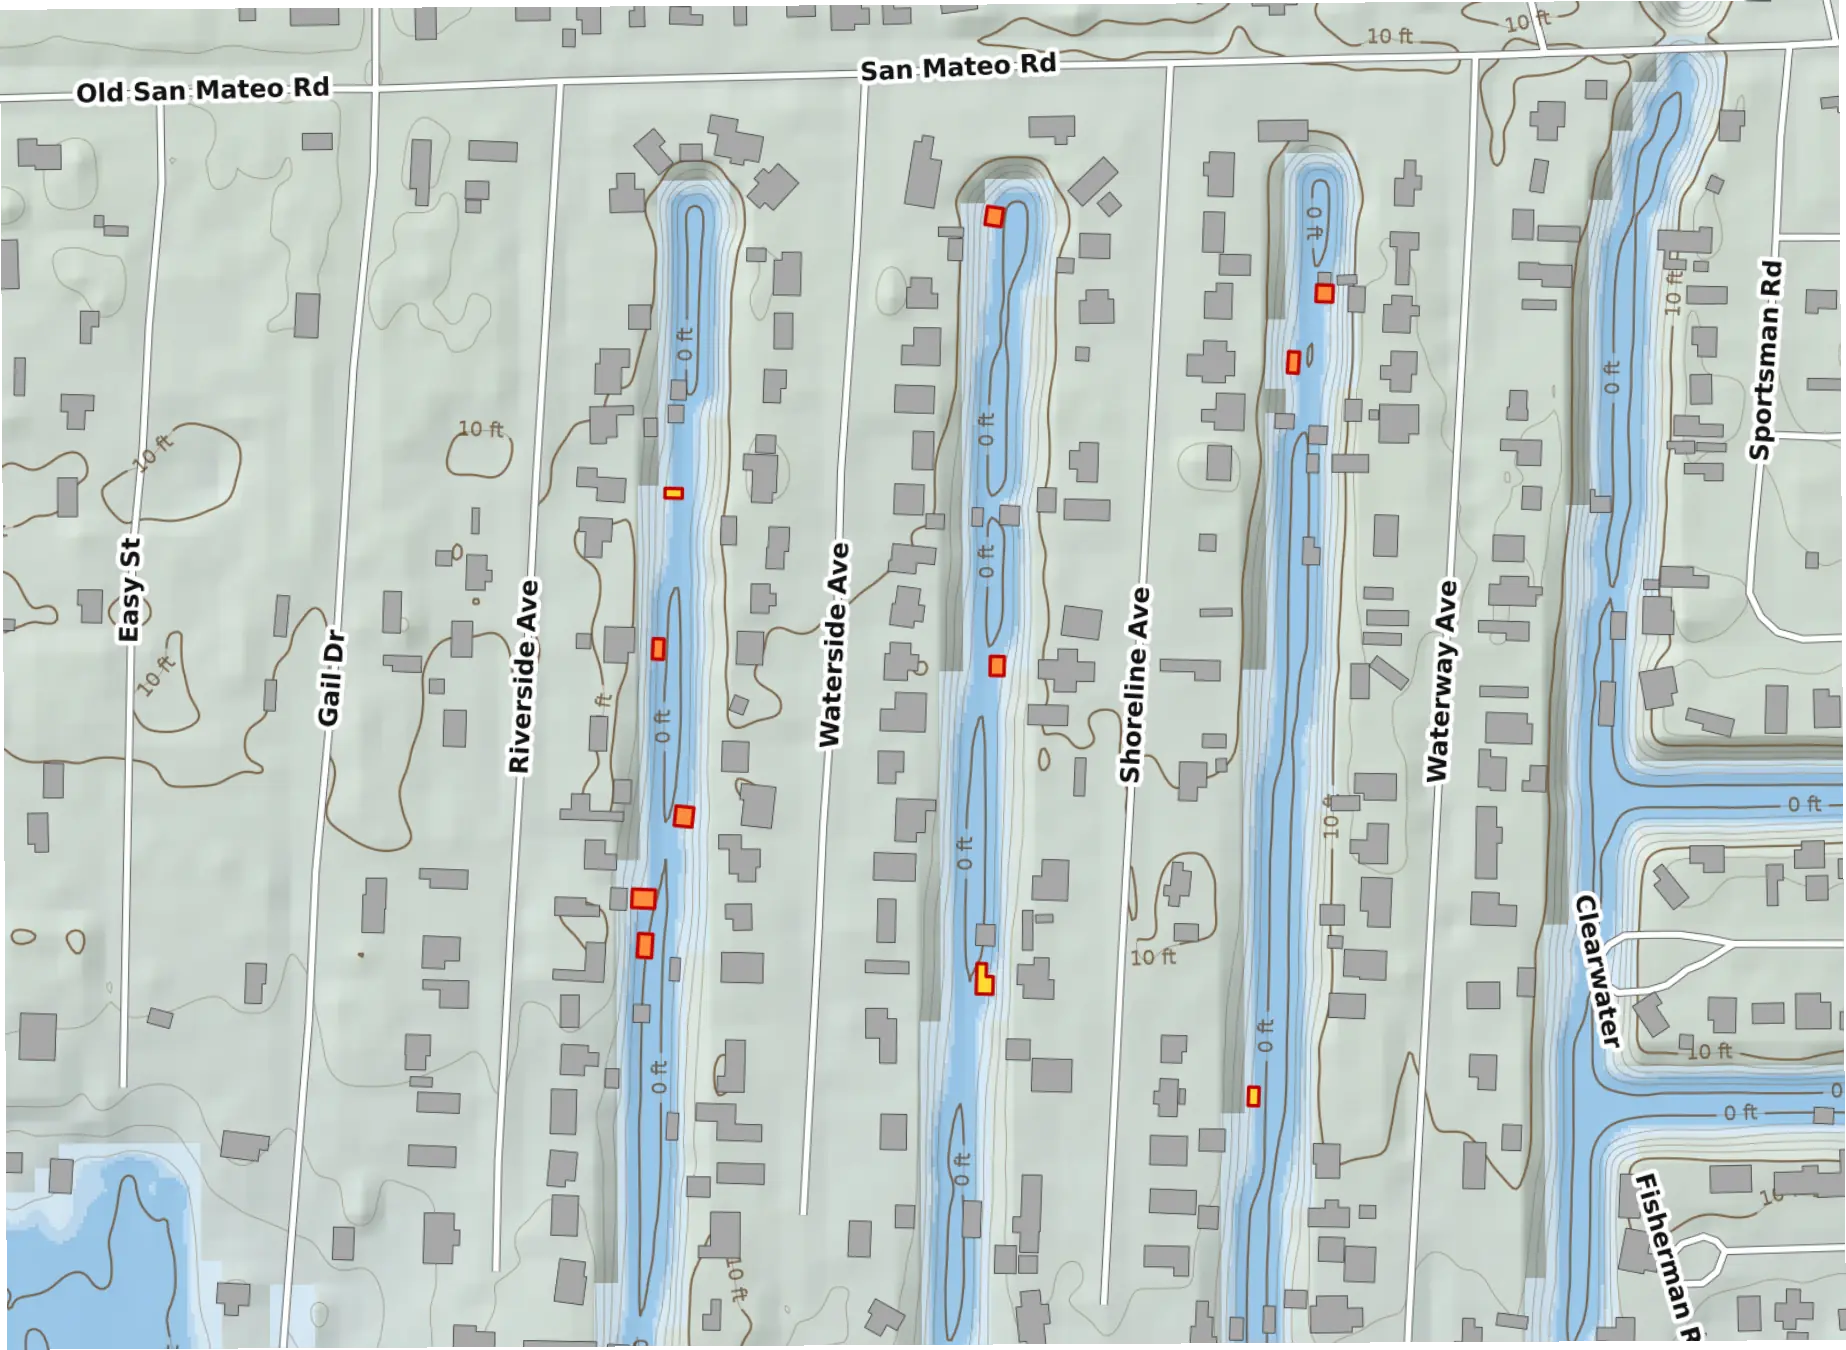 10 ft
10 ft
San Mateo Rd
Old San Mateo Rd
0 ft
10 ft
Sportsman Rd
0 ft
0 ft
10 ft
10 ft
0 ft
0 ft
Easy St
Gail Dr
Riverside Ave
Waterside Ave
Shoreline Ave
Waterway Ave
10 ft
ft
0 ft
0 ft
10 ft
0 ft
10 ft
Clearwater
0 ft
10 ft
0 ft
0
0 ft
0 ft
Fisherman R
10
10 ft